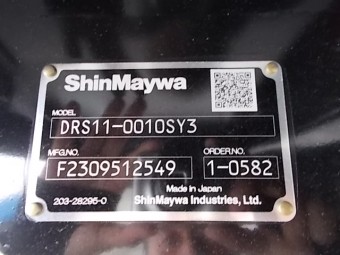 ShinMaywa
MODEL
DRS11-0010SY3
MFG.NO. ORDER.NO.
F2309512549 1-0582
Made in Japan
203-28295-0 ShinMaywa Industries, Ltd.